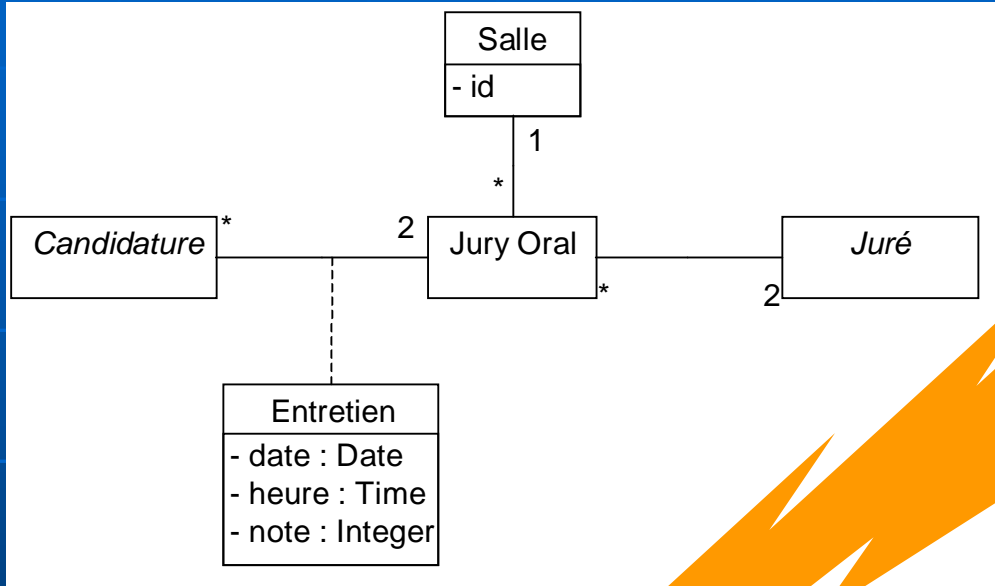 Salle
- id
1
*
Candidature
*
2
Jury Oral
*
2
Juré
Entretien
- date : Date
- heure : Time
- note : Integer